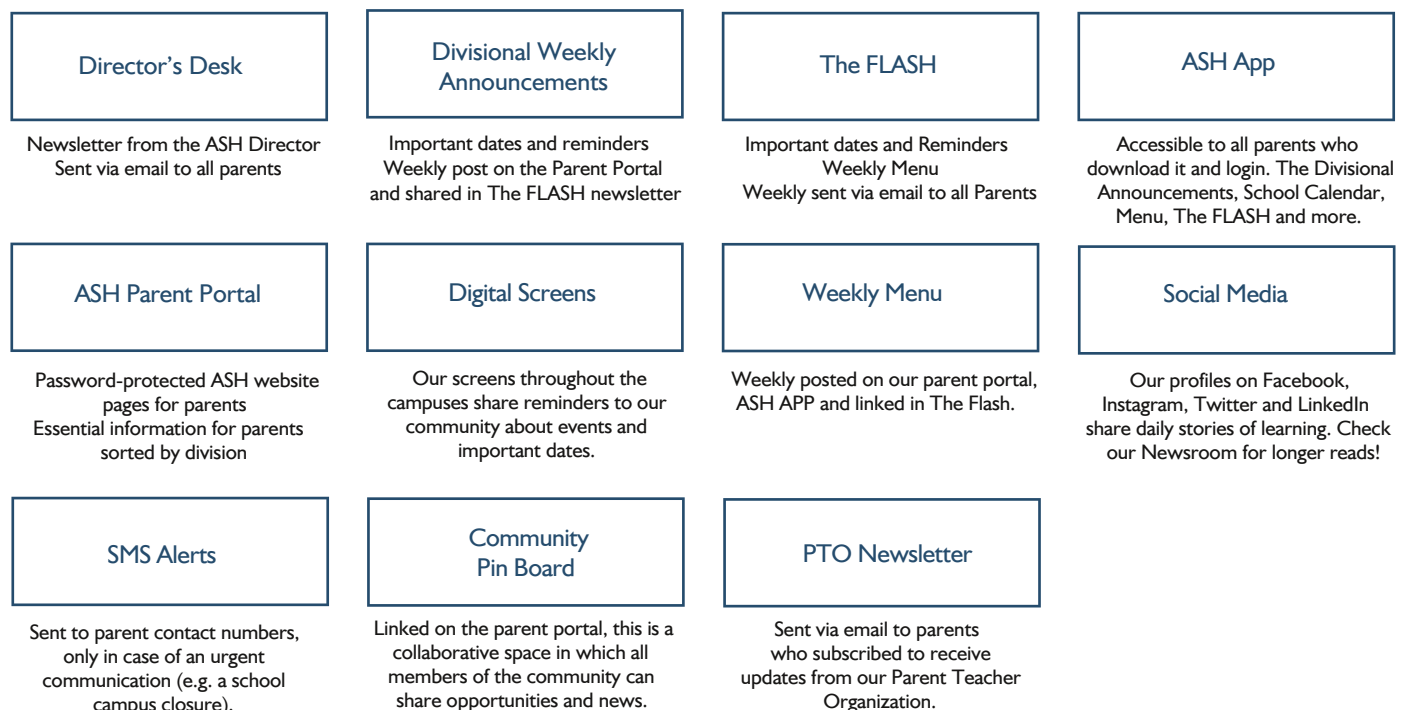 Director's Desk
Newsletter from the ASH Director
Sent via email to all parents
Divisional Weekly
Announcements
Important dates and reminders
Weekly post on the Parent Portal
and shared in The FLASH newsletter
The FLASH
Important dates and Reminders
Weekly Menu
Weekly sent via email to all Parents
ASH App
Accessible to all parents who
download it and login. The Divisional
Announcements, School Calendar,
Menu, The FLASH and more.
ASH Parent Portal
Password-protected ASH website
pages for parents
Essential information for parents
sorted by division
Digital Screens
Our screens throughout the
campuses share reminders to our
community about events and
important dates.
Weekly Menu
Weekly posted on our parent portal,
ASH APP and linked in The Flash.
Social Media
Our profiles on Facebook,
Instagram, Twitter and LinkedIn
share daily stories of learning. Check
our Newsroom for longer reads!
SMS Alerts
Sent to parent contact numbers,
only in case of an urgent
communication (e.g. a school
campus closure).
Community
Pin Board
Linked on the parent portal, this is a
collaborative space in which all
members of the community can
share opportunities and news.
PTO Newsletter
Sent via email to parents
who subscribed to receive
updates from our Parent Teacher
Organization.